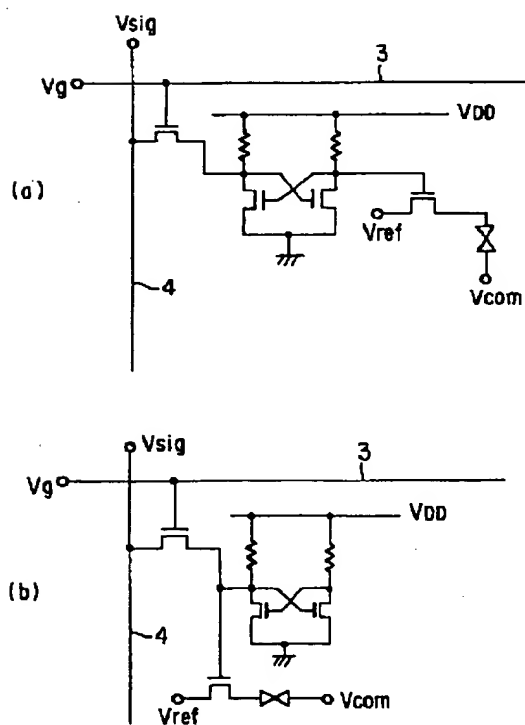 Vsig
Vg
3
VDD
(a)
Vref
4
Vcom
Vsig
3
Vg
VDD
(b)
4
Vref
Vcom